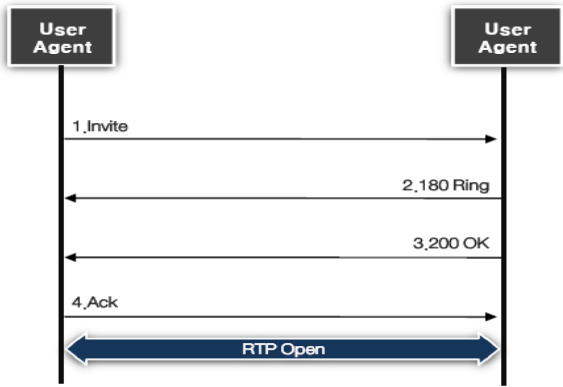 User
Agent
User
Agent
1.Invite
2.180 Ring
3.200 OK
4.Ack
RTP Open